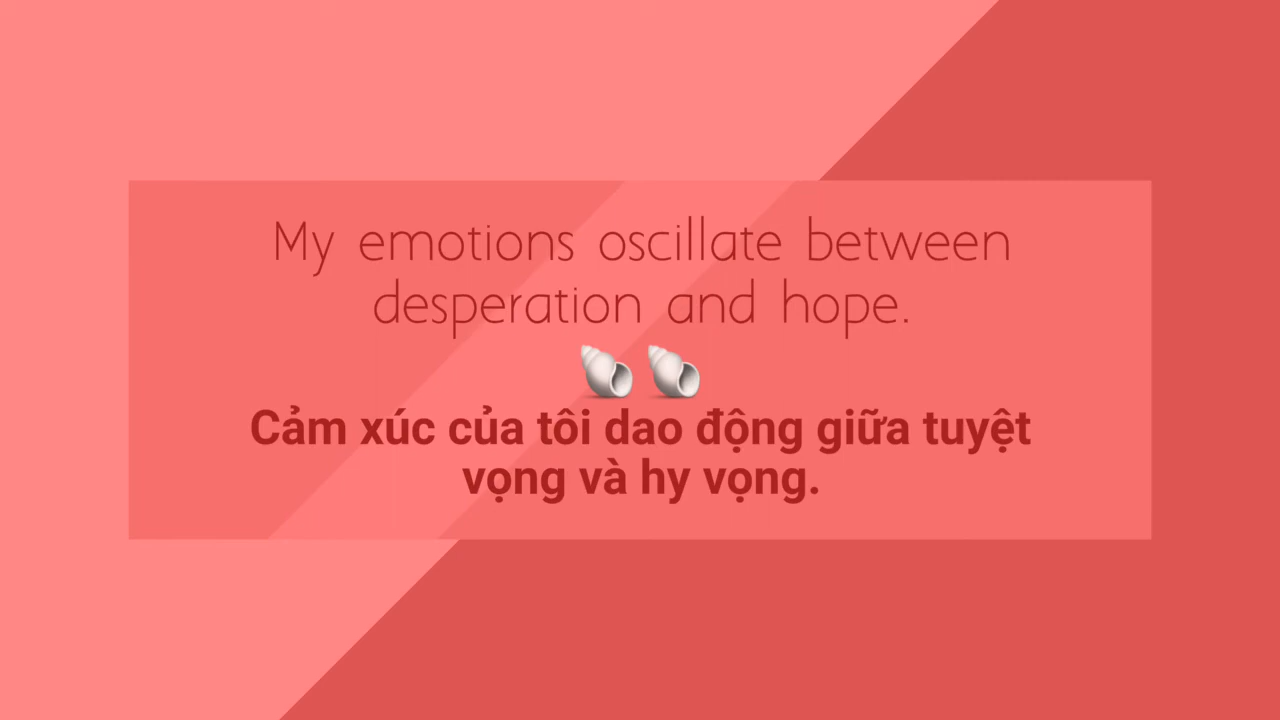 My emotions oscillate between
desperation and hope.
🐚 🐚
Cảm xúc của tôi dao động giữa tuyệt
vọng và hy vọng.